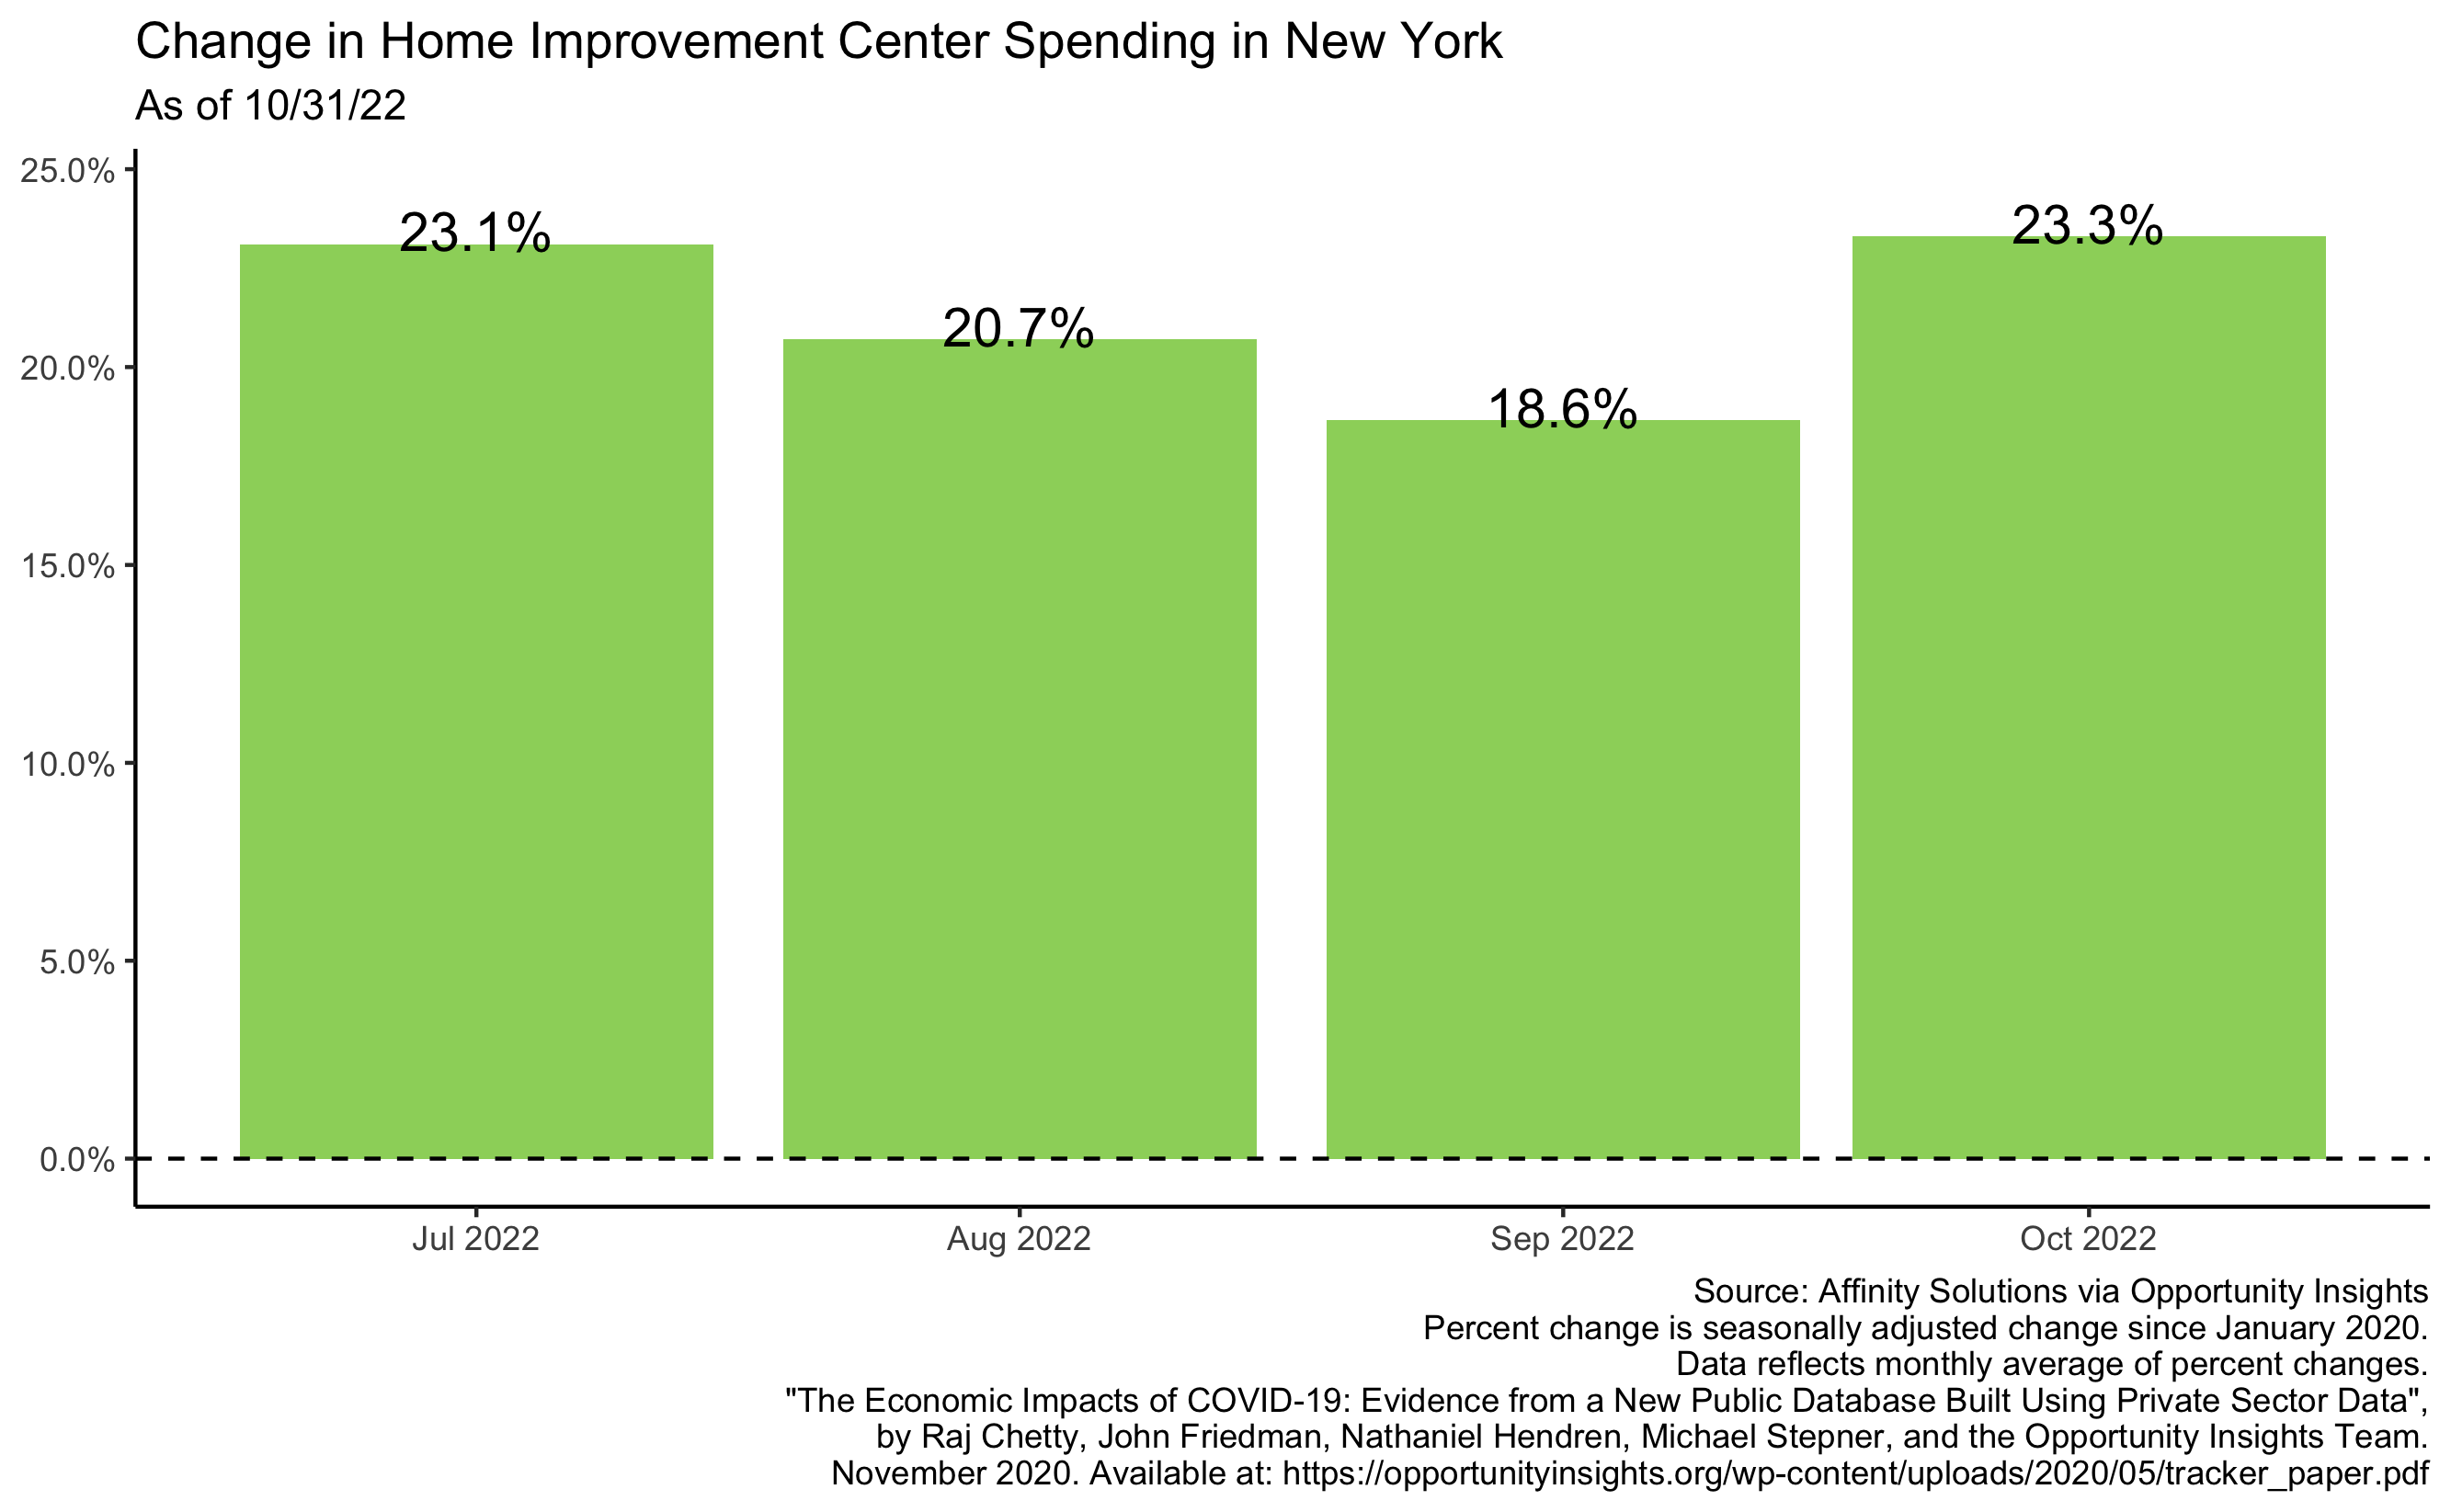 Change in Home Improvement Center Spending in New York
As of 10/31/22
25.0%
20.0%
15.0%
10.0%
5.0%
0.0%
23.1%
20.7%
18.6%
23.3%
Jul 2022
Aug 2022
Sep 2022
Oct 2022
Source: Affinity Solutions via Opportunity Insights
Percent change is seasonally adjusted change since January 2020.
Data reflects monthly average of percent changes.
"The Economic Impacts of COVID-19: Evidence from a New Public Database Built Using Private Sector Data",
by Raj Chetty, John Friedman, Nathaniel Hendren, Michael Stepner, and the Opportunity Insights Team.
November 2020. Available at: https://opportunityinsights.org/wp-content/uploads/2020/05/tracker_paper.pdf